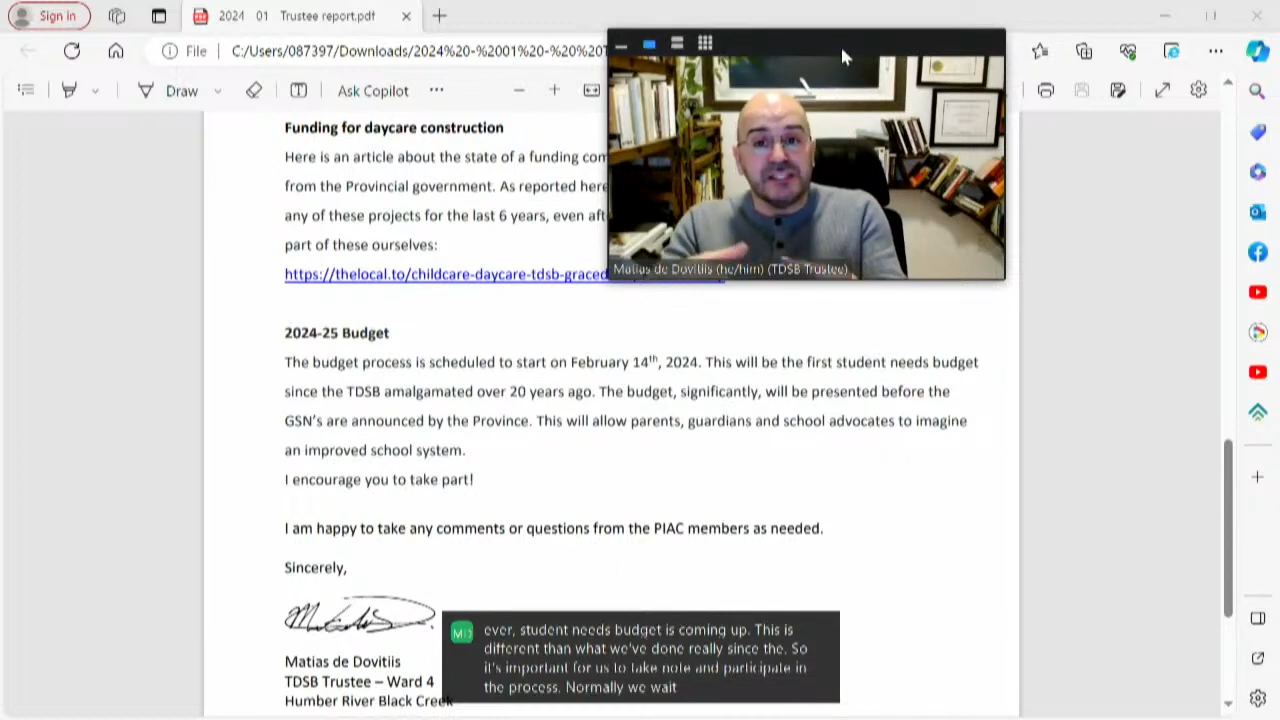 Sign in
2024 01 Trustee report.pdf
File
C:/Users/087397/Downloads/2024%20-%2001%20-%20%20T
Draw
Ask Copilot
Funding for daycare construction
Here is an article about the state of a funding com
from the Provincial government. As reported here
any of these projects for the last 6 years, even aft
part of these ourselves:
https://thelocal.to/childcare-daycare-tdsb-graced
Matias de Dovitiis (he/him) (TDSB Trustee)
2024-25 Budget
The budget process is scheduled to start on February 14th, 2024. This will be the first student needs budget
since the TDSB amalgamated over 20 years ago. The budget, significantly, will be presented before the
GSN's are announced by the Province. This will allow parents, guardians and school advocates to imagine
an improved school system.
I encourage you to take part!
I am happy to take any comments or questions from the PIAC members as needed.
Sincerely,
Matias de Dovitiis
TDSB Trustee – Ward 4
Humber River Black Creek
MD
ever, student needs budget is coming up. This is
different than what we've done really since the. So
it's important for us to take note and participate in
the process. Normally we wait